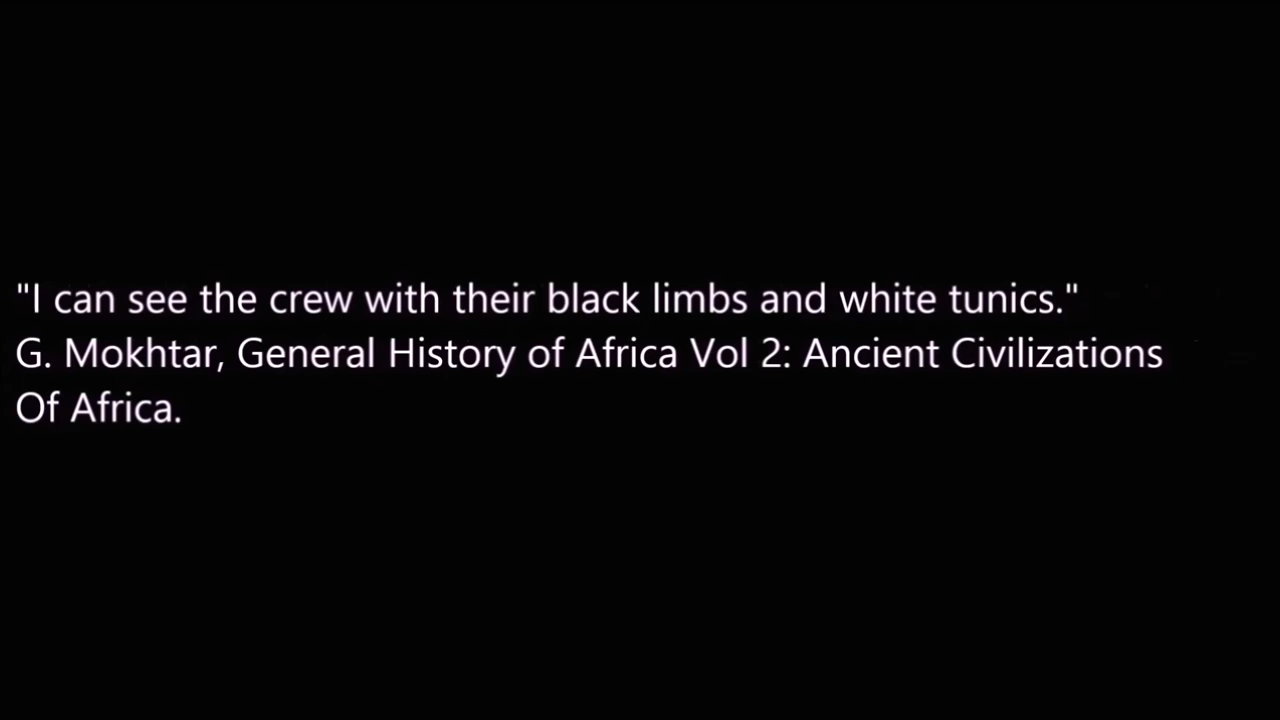 "I can see the crew with their black limbs and white tunics."
G. Mokhtar, General History of Africa Vol 2: Ancient Civilizations
Of Africa.